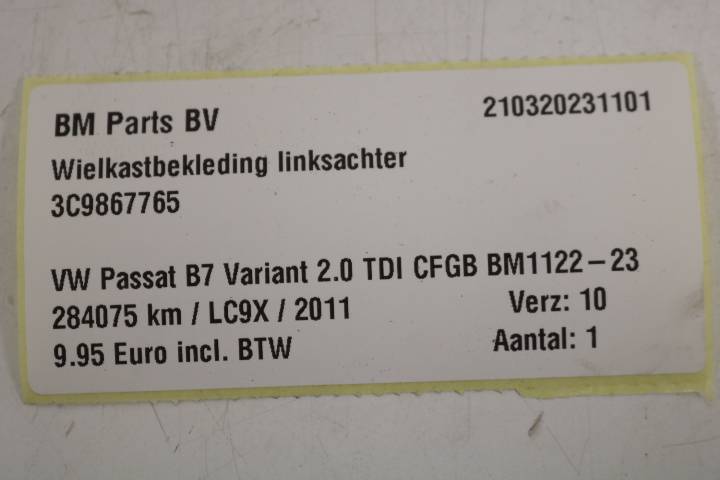 BM Parts BV 210320231101
Wielkastbekleding linksachter
3C9867765
VW Passat B7 Variant 2.0 TDI CFGB BM1122-23
284075 km / LC9X / 2011 Verz: 10
9.95 Euro incl. BTW Aantal: 1